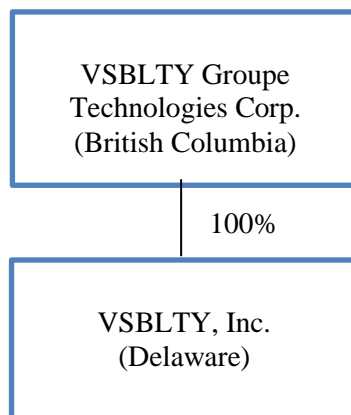 VSBLTY Groupe
Technologies Corp.
(British Columbia)
100%
VSBLTY, Inc.
(Delaware)